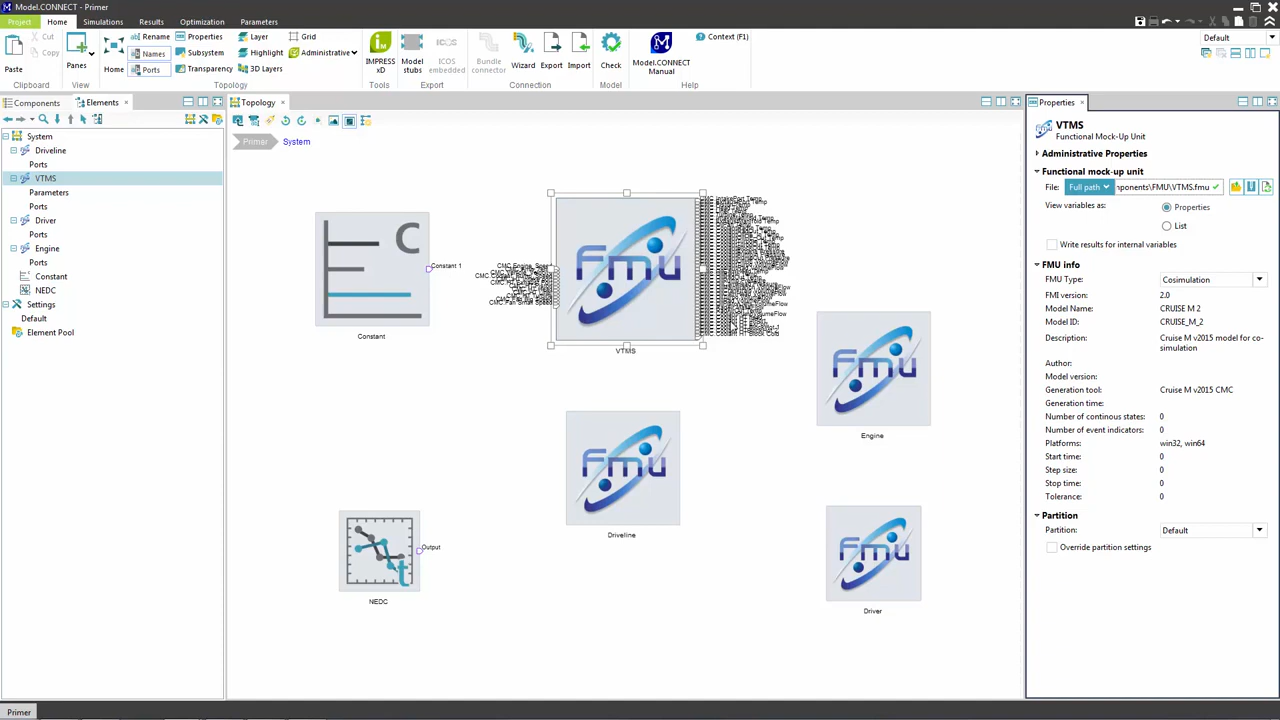 Model.CONNECT - Primer
Project Home Simulations Results Optimization Parameters
Cut
Copy
Paste
Clipboard
Panes
View
Home
Rename
Names
Ports
Properties
Subsystem
Transparency
Layer
Highlight
3D Layers
Grid
Administrative
Topology
IMPRESS xD
Tools
Model stubs
ICOS embedded
Export
Bundle connector
Wizard
Export
Import
Connection
Check
Model
Model.CONNECT Manual
Context (F1)
Help
Default
Components
Elements
System
Driveline
Ports
VTMS
Parameters
Ports
Driver
Ports
Engine
Ports
Constant
NEDC
Settings
Default
Element Pool
Topology
Primer System
C
Constant 1
Constant
fmu
VTMS
fmu
Engine
fmu
Driveline
t
Output
NEDC
fmu
Driver
Properties
fmu
VTMS
Functional Mock-Up Unit
Administrative Properties
Functional mock-up unit
File: Full path ponents\FMU\VTMS.fmu
View variables as: Properties
List
Write results for internal variables
FMU info
FMU Type: Cosimulation
FMI version: 2.0
Model Name: CRUISE M 2
Model ID: CRUISE_M_2
Description: Cruise M v2015 model for co-
simulation
Author:
Model version:
Generation tool: Cruise M v2015 CMC
Generation time:
Number of continous states: 0
Number of event indicators: 0
Platforms: win32, win64
Start time: 0
Step size: 0
Stop time: 0
Tolerance: 0
Partition
Partition: Default
Override partition settings
Primer